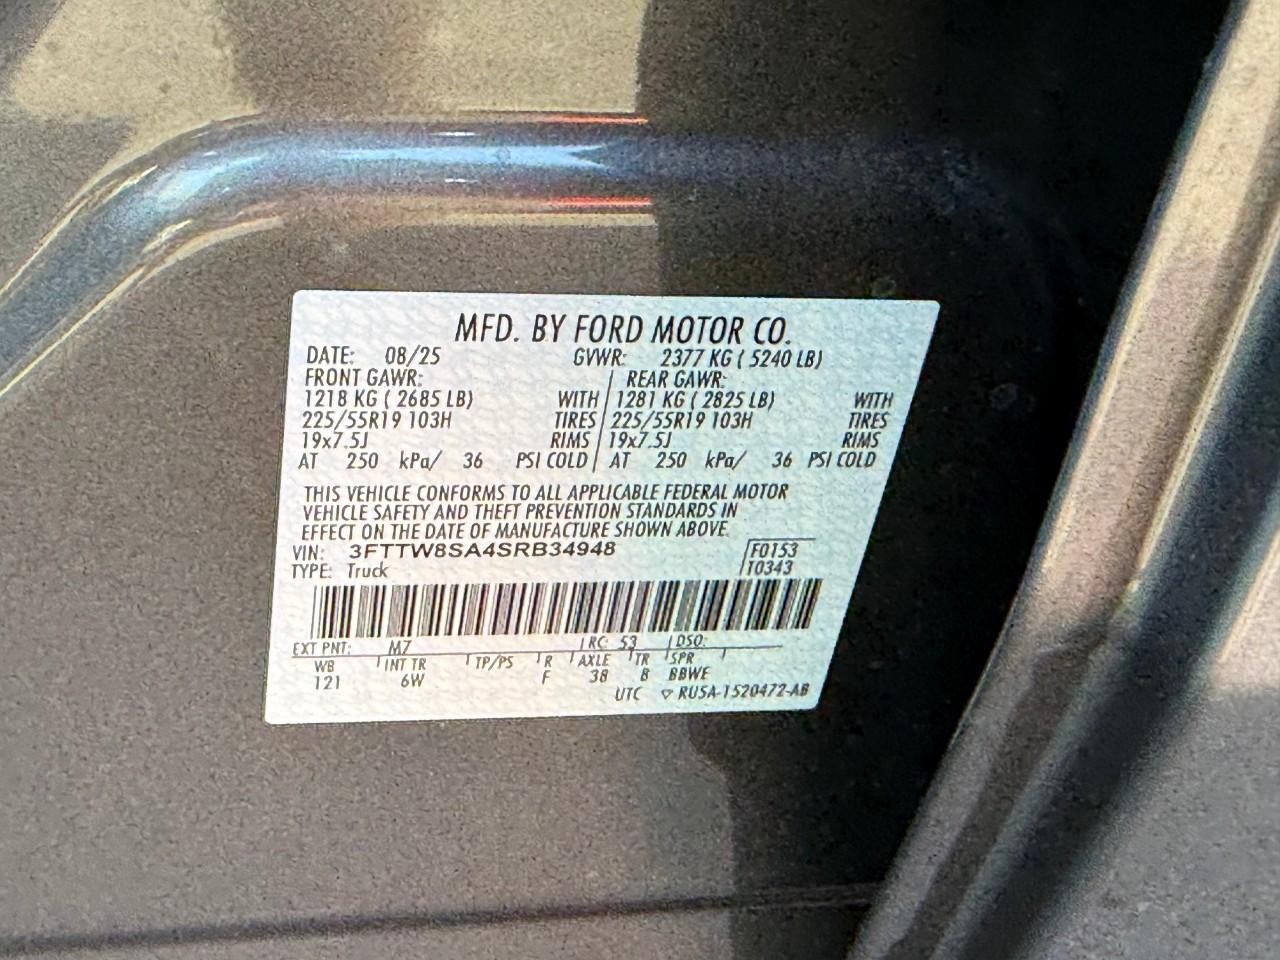 MFD. BY FORD MOTOR CO.
DATE: 08/25 GVWR: 2377 KG ( 5240 LB)
FRONT GAWR: REAR GAWR:
1218 KG ( 2685 LB) WITH 1281 KG ( 2825 LB) WITH
225/55R19 103H TIRES 225/55R19 103H TIRES
19x7.5J RIMS 19x7.5J RIMS
AT 250 kPa/ 36 PSI COLD AT 250 kPa/ 36 PSI COLD
THIS VEHICLE CONFORMS TO ALL APPLICABLE FEDERAL MOTOR
VEHICLE SAFETY AND THEFT PREVENTION STANDARDS IN
EFFECT ON THE DATE OF MANUFACTURE SHOWN ABOVE.
VIN: 3FTTW8SA4SRB34948 F0153
TYPE: Truck T0343
EXT PNT: M7 RC: 53 DSO:
WB INT TR TP/PS R AXLE TR SPR
121 6W F 38 8 BBWF
UTC ▽ RU5A-1520472-AB